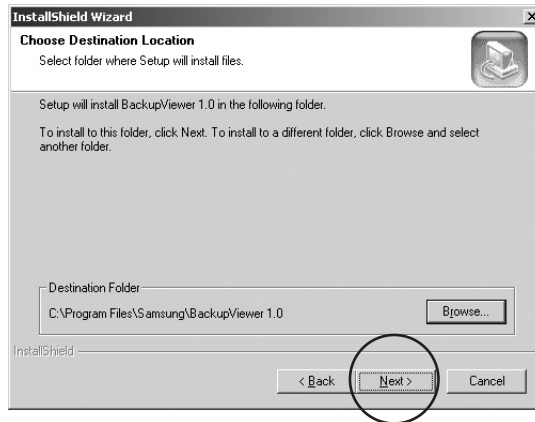 InstallShield Wizard
Choose Destination Location
Select folder where Setup will install files.
Setup will install BackupViewer 1.0 in the following folder.
To install to this folder, click Next. To install to a different folder, click Browse and select
another folder.
Destination Folder
C:\Program Files\Samsung\BackupViewer 1.0
Browse...
InstallShield
< Back
Next >
Cancel